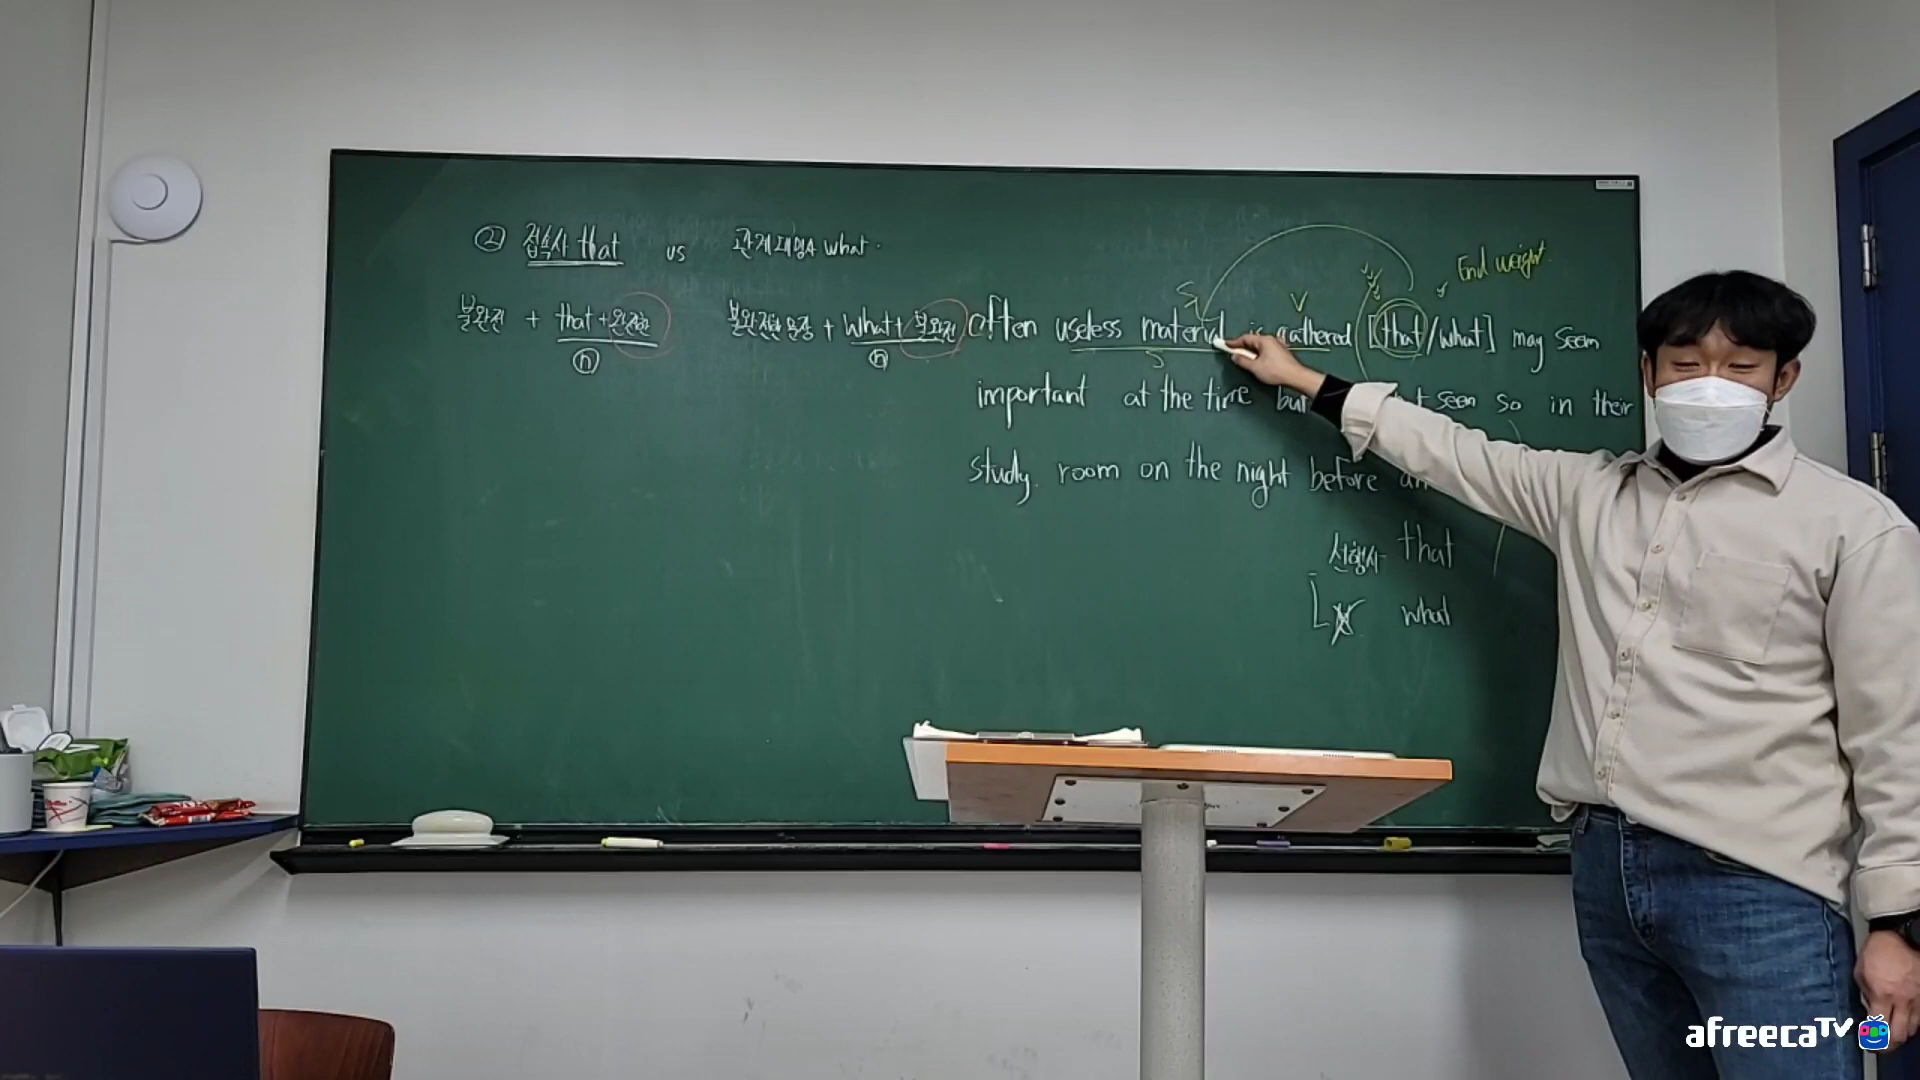 ② 접속사 that vs 관계대명사 what.
불완전 + that + 완전한
ⓝ
불완전한 문장 + what + 불완전
ⓝ
End weight
S V
often useless material is gathered [that/what] may seem
S
important at the time but seem so in their
study room on the night before an
선행사 that
X what
afreecaTV